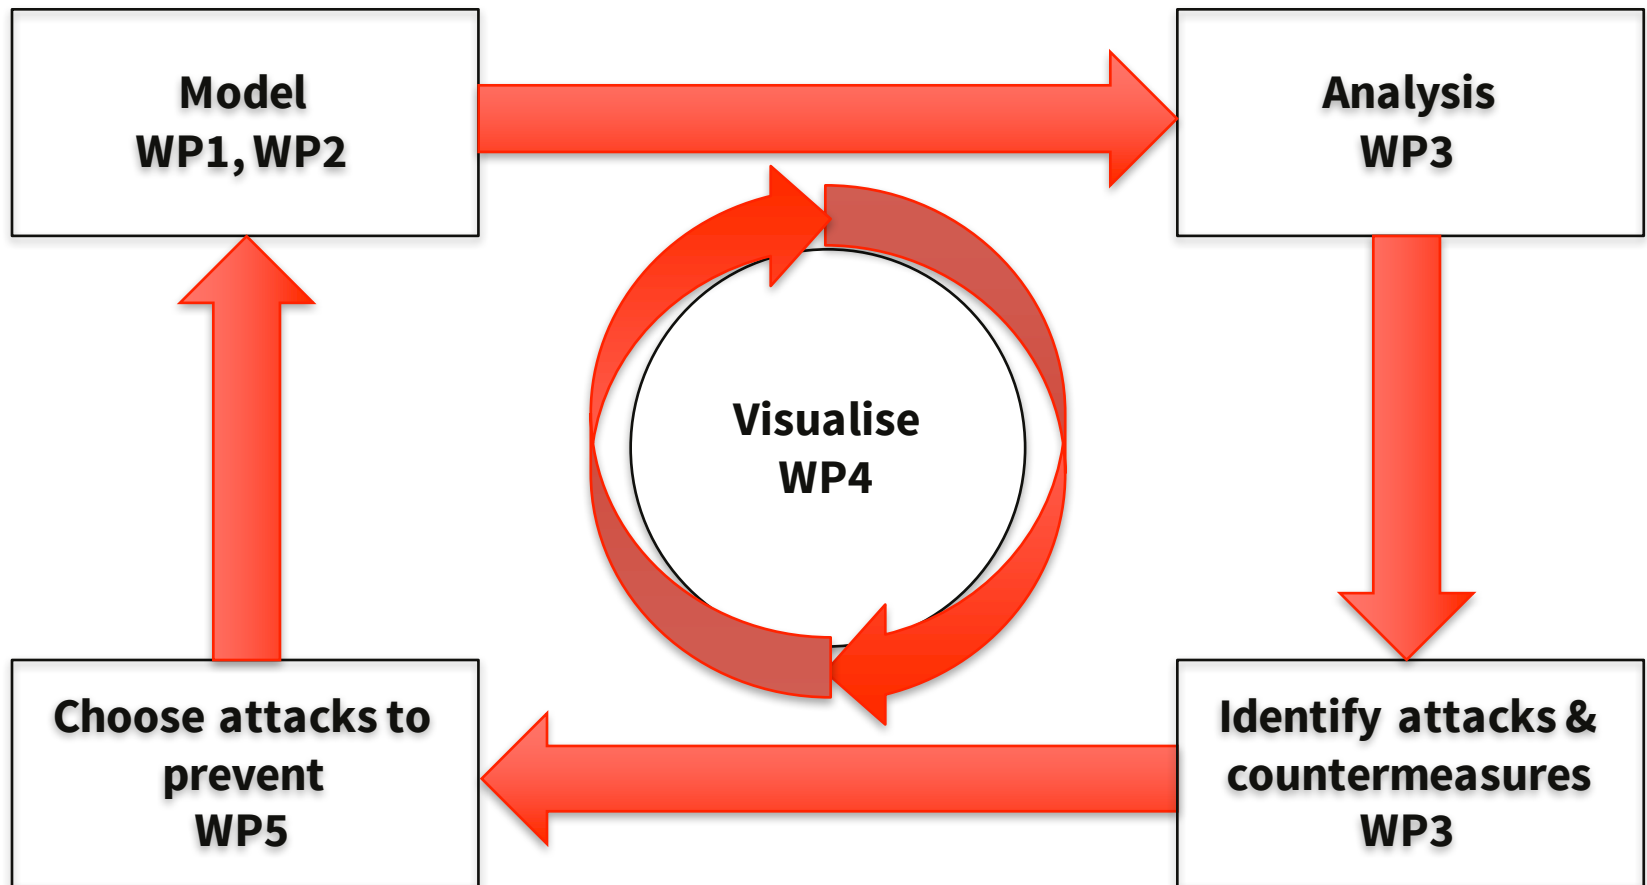 Model
WP1, WP2
Analysis
WP3
Visualise
WP4
Choose attacks to
prevent
WP5
Identify attacks &
countermeasures
WP3